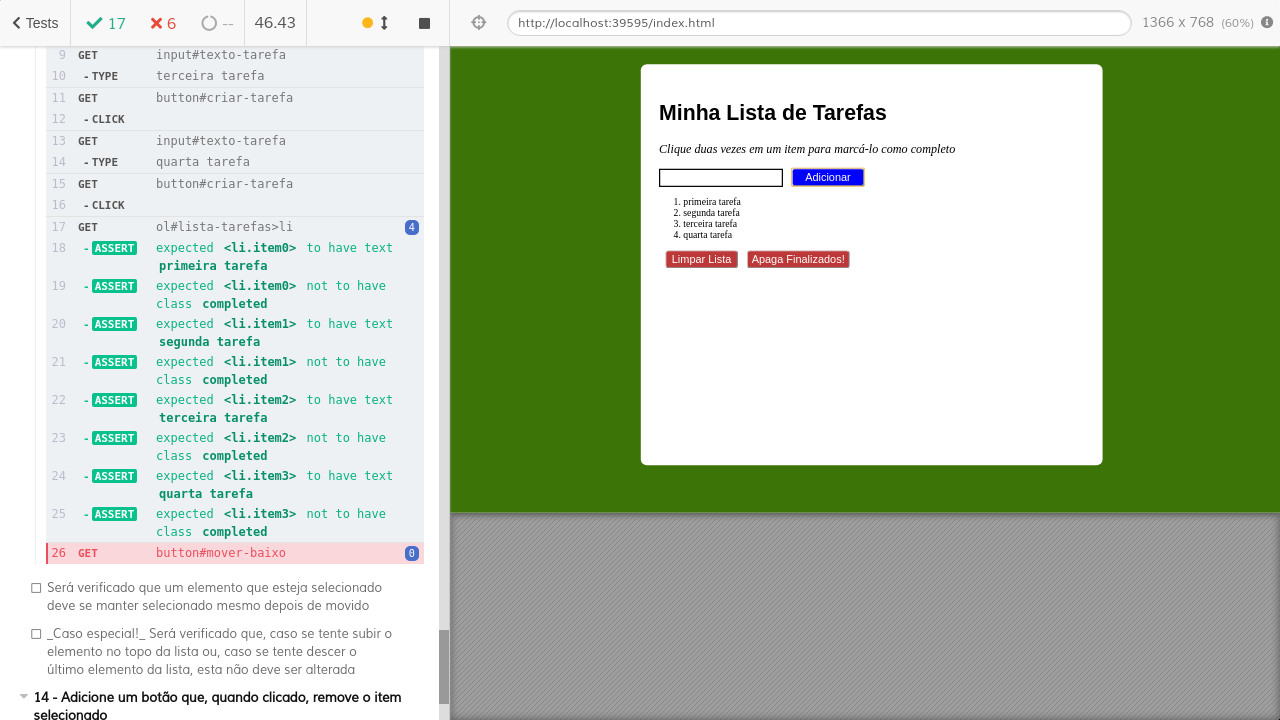 Tests 17 6 -- 46.43
http://localhost:39595/index.html 1366 x 768 (60%)
9 GET input#texto-tarefa
10 -TYPE terceira tarefa
11 GET button#criar-tarefa
12 -CLICK
13 GET input#texto-tarefa
14 -TYPE quarta tarefa
15 GET button#criar-tarefa
16 -CLICK
17 GET ol#lista-tarefas>li 4
18 -ASSERT expected <li.item0> to have text
primeira tarefa
19 -ASSERT expected <li.item0> not to have
class completed
20 -ASSERT expected <li.item1> to have text
segunda tarefa
21 -ASSERT expected <li.item1> not to have
class completed
22 -ASSERT expected <li.item2> to have text
terceira tarefa
23 -ASSERT expected <li.item2> not to have
class completed
24 -ASSERT expected <li.item3> to have text
quarta tarefa
25 -ASSERT expected <li.item3> not to have
class completed
26 GET button#mover-baixo 0
Será verificado que um elemento que esteja selecionado
deve se manter selecionado mesmo depois de movido
_Caso especial!_ Será verificado que, caso se tente subir o
elemento no topo da lista ou, caso se tente descer o
último elemento da lista, esta não deve ser alterada
14 - Adicione um botão que, quando clicado, remove o item
selecionado
Minha Lista de Tarefas
Clique duas vezes em um item para marcá-lo como completo
Adicionar
1. primeira tarefa
2. segunda tarefa
3. terceira tarefa
4. quarta tarefa
Limpar Lista Apaga Finalizados!